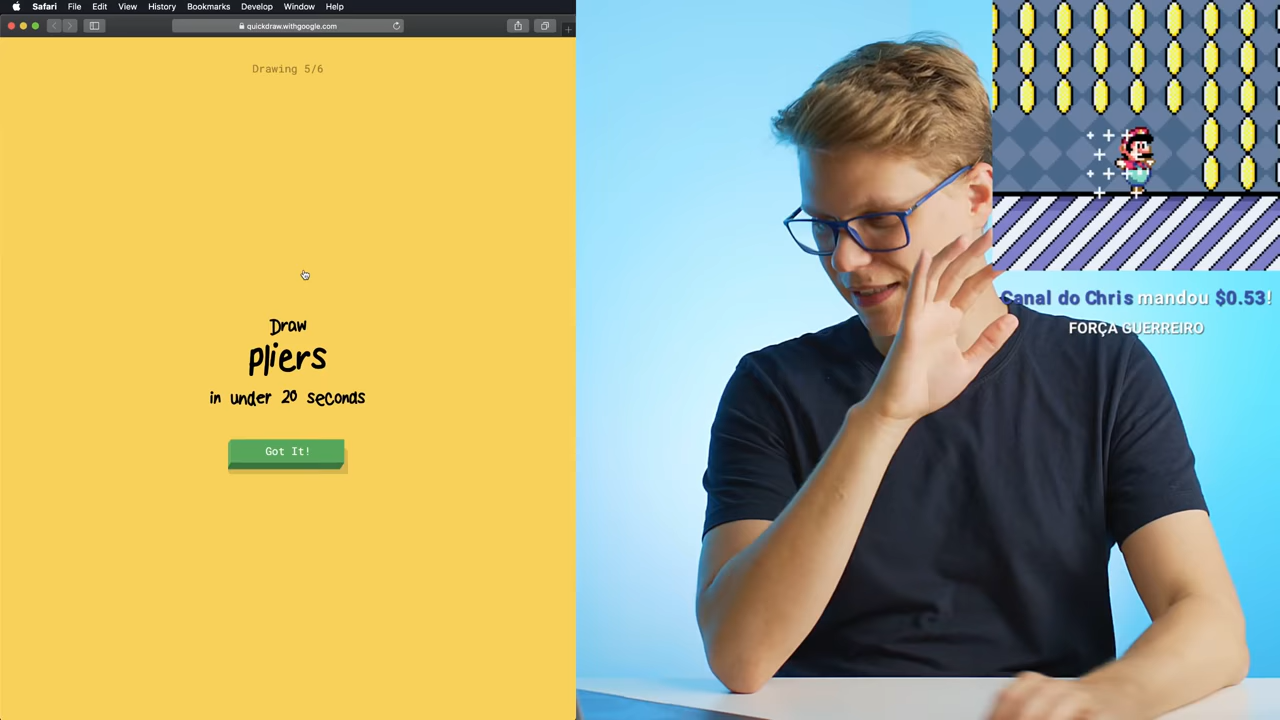 Safari File Edit View History Bookmarks Develop Window Help
quickdraw.withgoogle.com
Drawing 5/6
Draw
pliers
in under 20 seconds
Got It!
Canal do Chris mandou $0.53!
FORÇA GUERREIRO